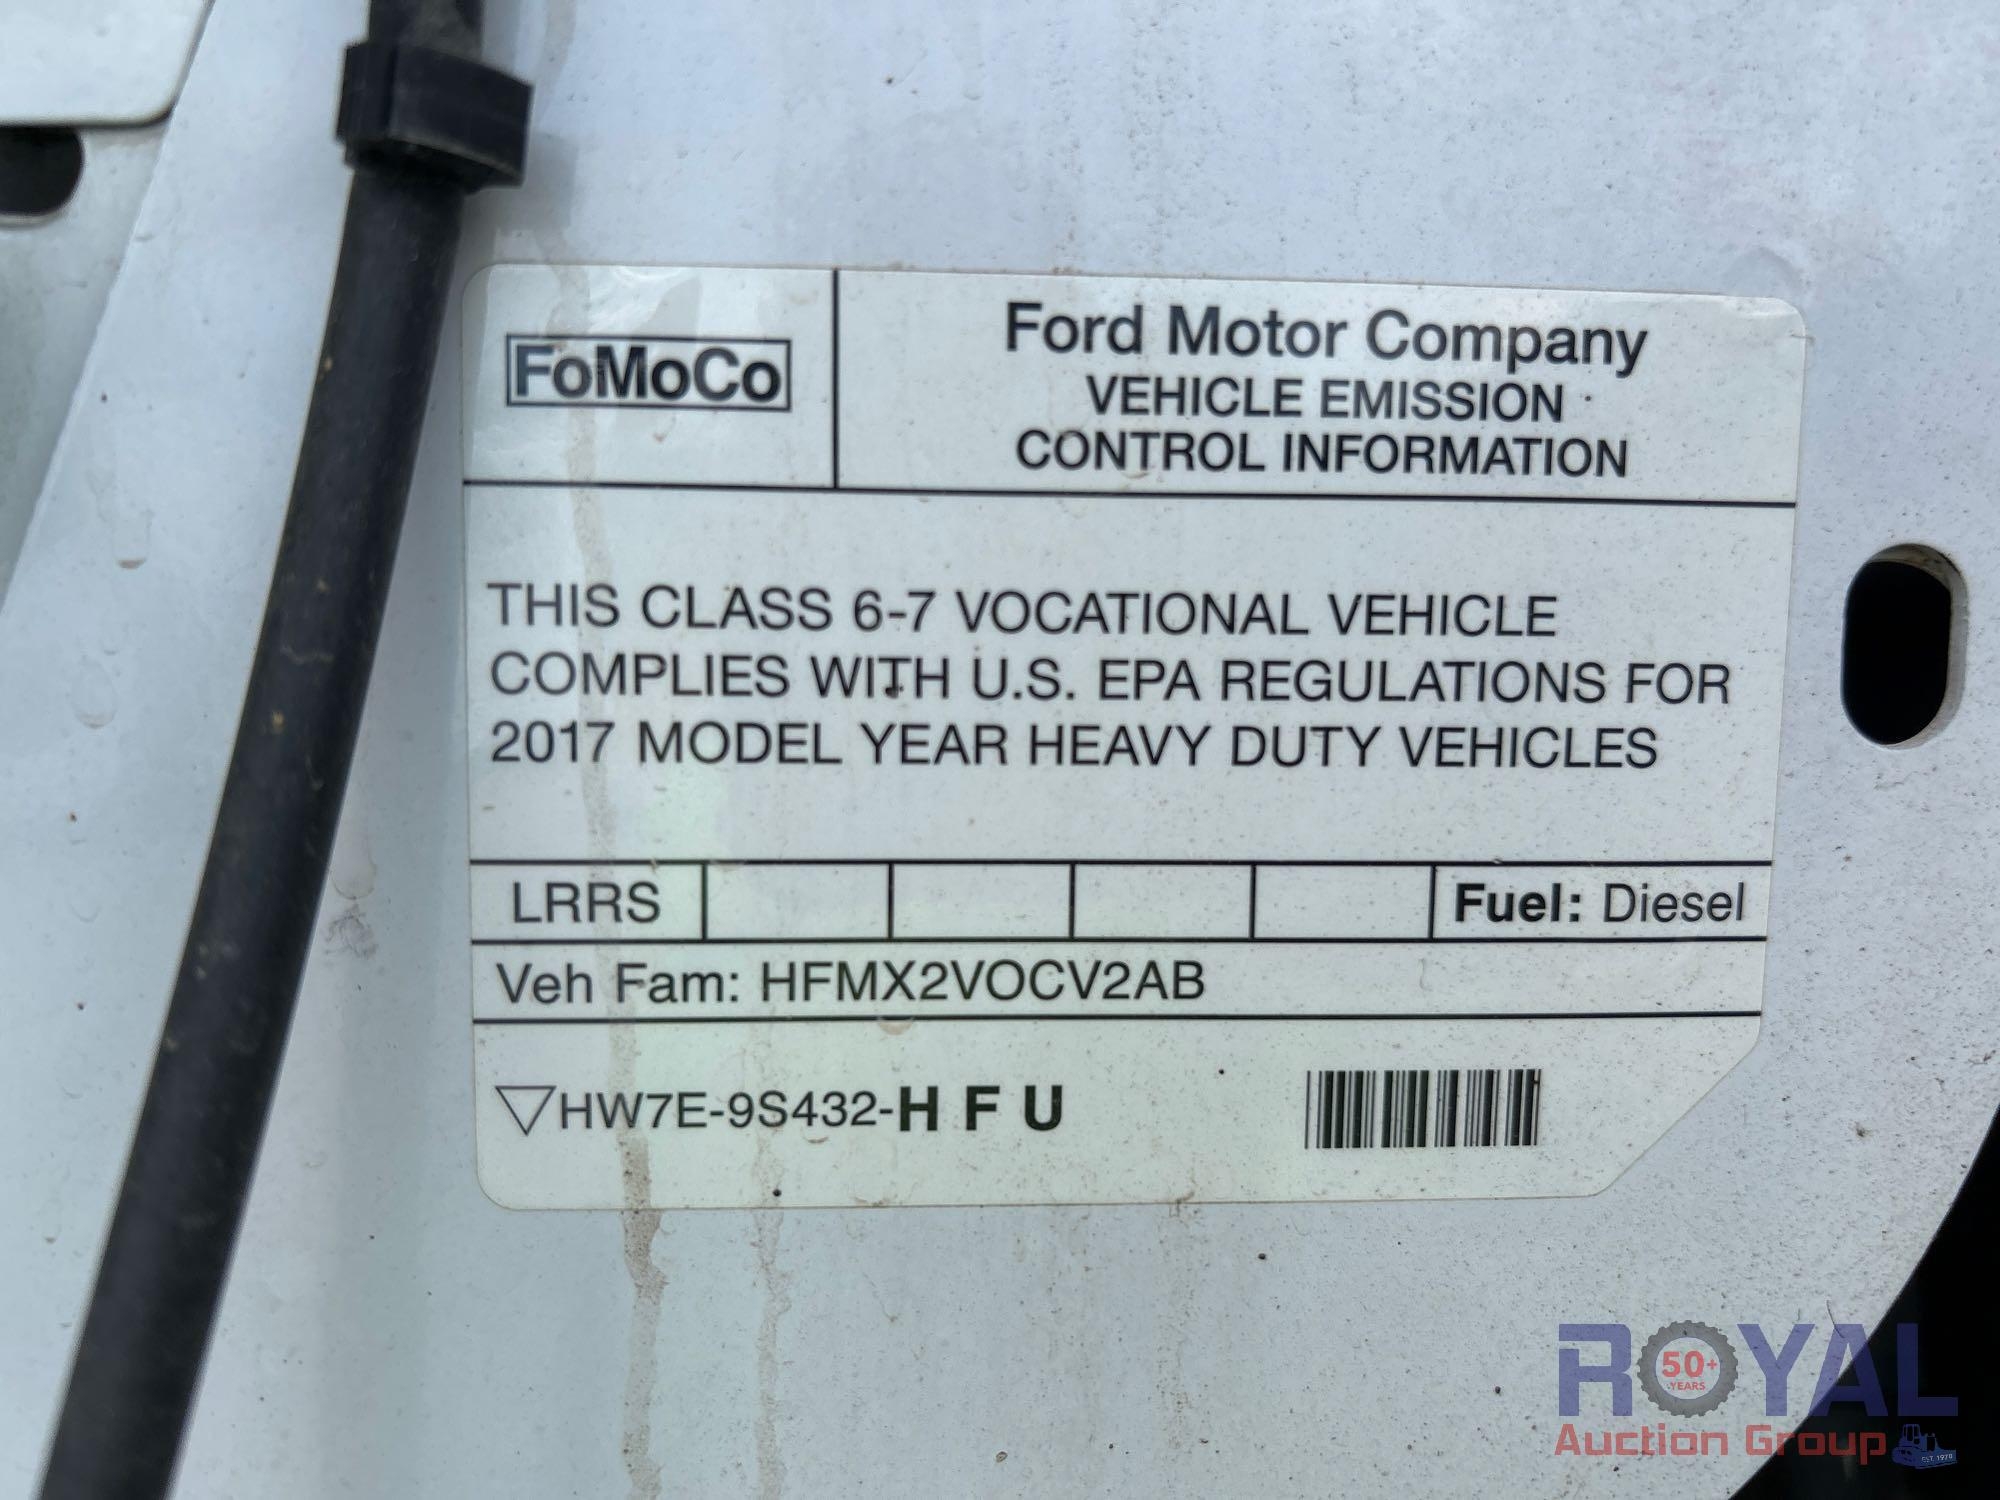 FoMoCo
Ford Motor Company
VEHICLE EMISSION
CONTROL INFORMATION
THIS CLASS 6-7 VOCATIONAL VEHICLE
COMPLIES WITH U.S. EPA REGULATIONS FOR
2017 MODEL YEAR HEAVY DUTY VEHICLES
LRRS Fuel: Diesel
Veh Fam: HFMX2VOCV2AB
▽HW7E-9S432-H F U
ROYAL
50+
YEARS
Auction Group
EST. 1970